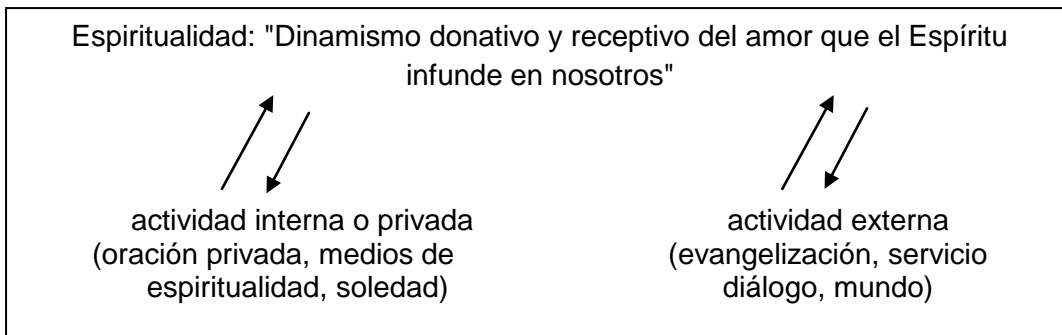 Espiritualidad: "Dinamismo donativo y receptivo del amor que el Espíritu
infunde en nosotros"
actividad interna o privada
(oración privada, medios de
espiritualidad, soledad)
actividad externa
(evangelización, servicio
diálogo, mundo)